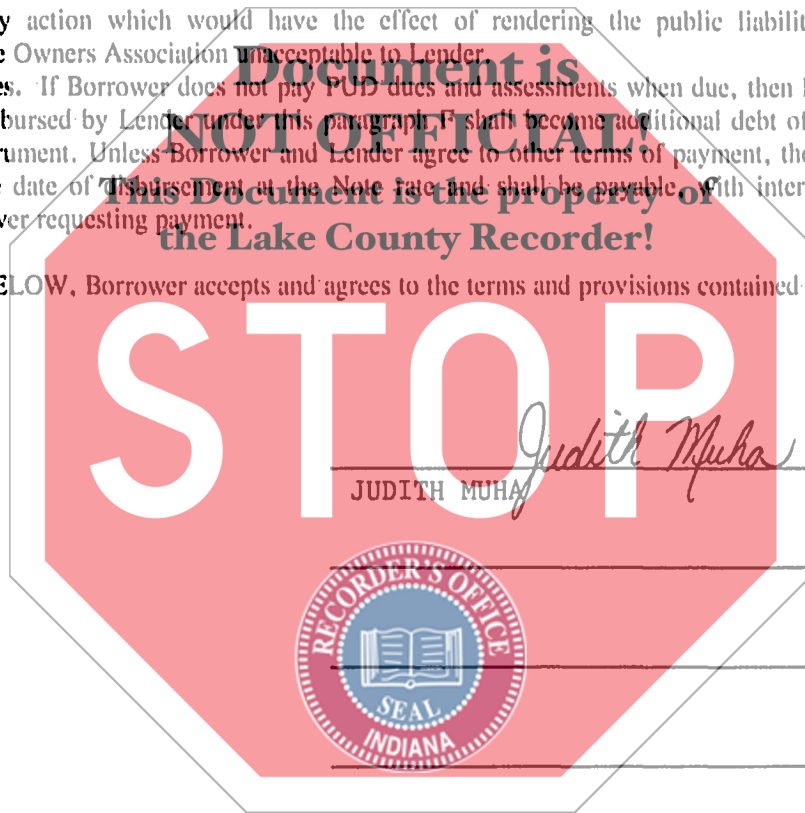 y action which would have the effect of rendering the public liabilit
e Owners Association unacceptable to Lender.
Document is
es. If Borrower does not pay PUD dues and assessments when due, then
bursed by Lender under this paragraph F shall become additional debt of
NOT OFFICIAL!
rument. Unless Borrower and Lender agree to other terms of payment, the
e date of disbursement at the Note rate and shall be payable, with inter
This Document is the property of
ver requesting payment.
the Lake County Recorder!
ELOW, Borrower accepts and agrees to the terms and provisions contained
STOP
Judith Muha
JUDITH MUHA
RECORDER'S OFFICE
SEAL
INDIANA